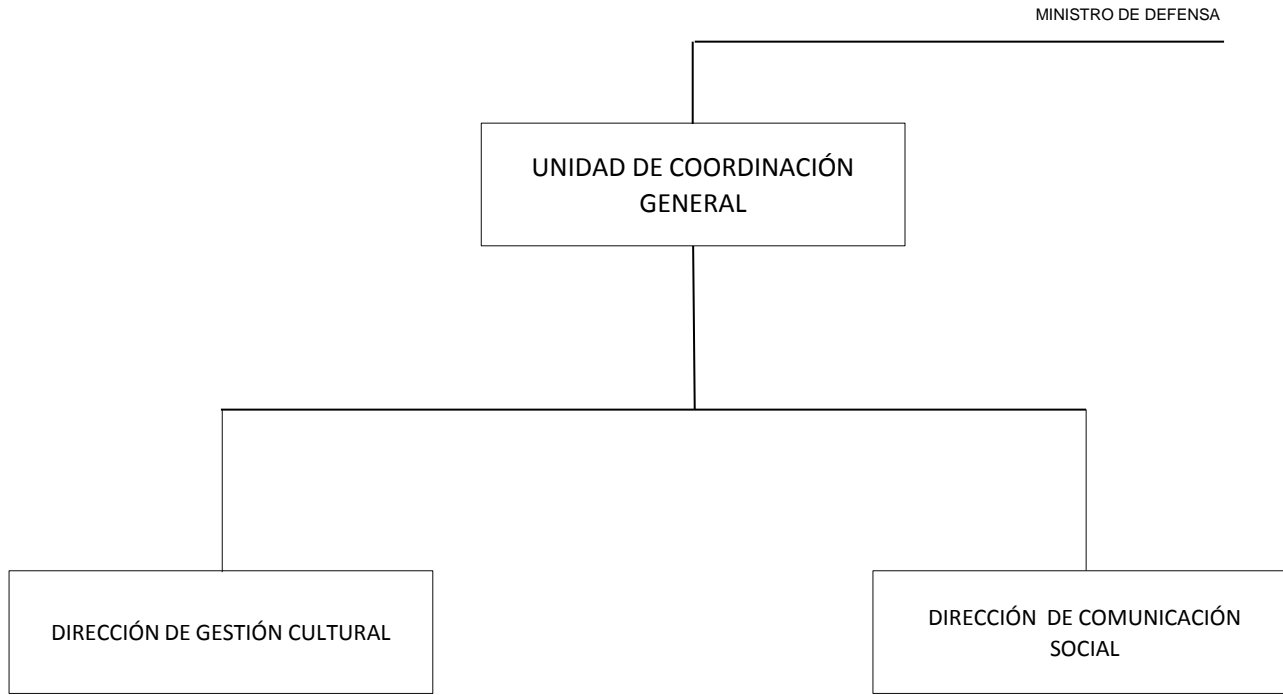 MINISTRO DE DEFENSA
UNIDAD DE COORDINACIÓN
GENERAL
DIRECCIÓN DE GESTIÓN CULTURAL
DIRECCIÓN DE COMUNICACIÓN
SOCIAL